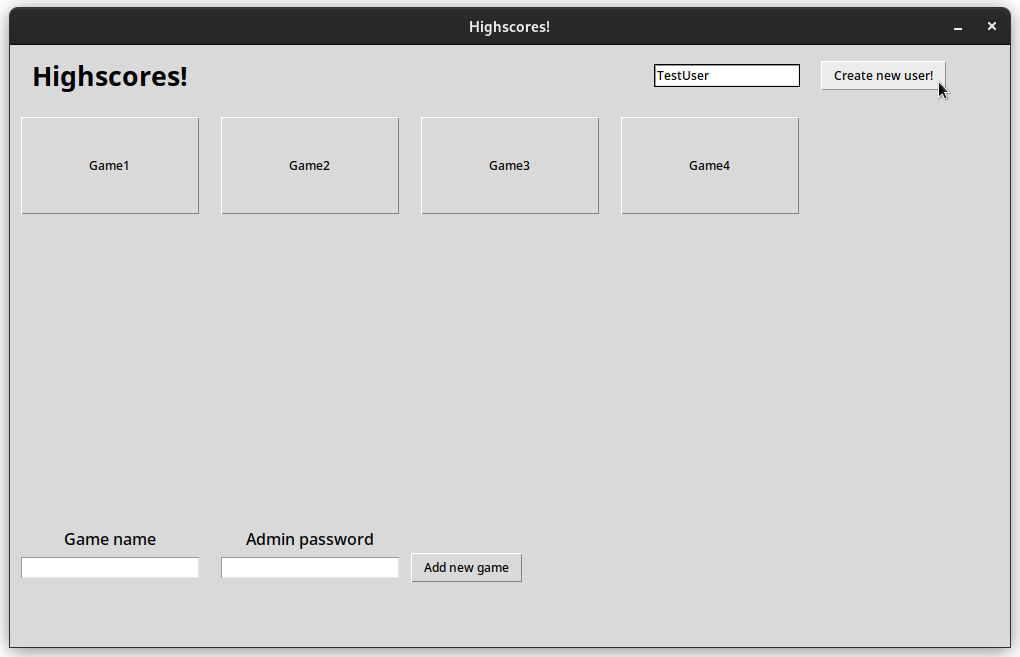 Highscores!
Highscores!
TestUser
Create new user!
Game1
Game2
Game3
Game4
Game name
Admin password
Add new game